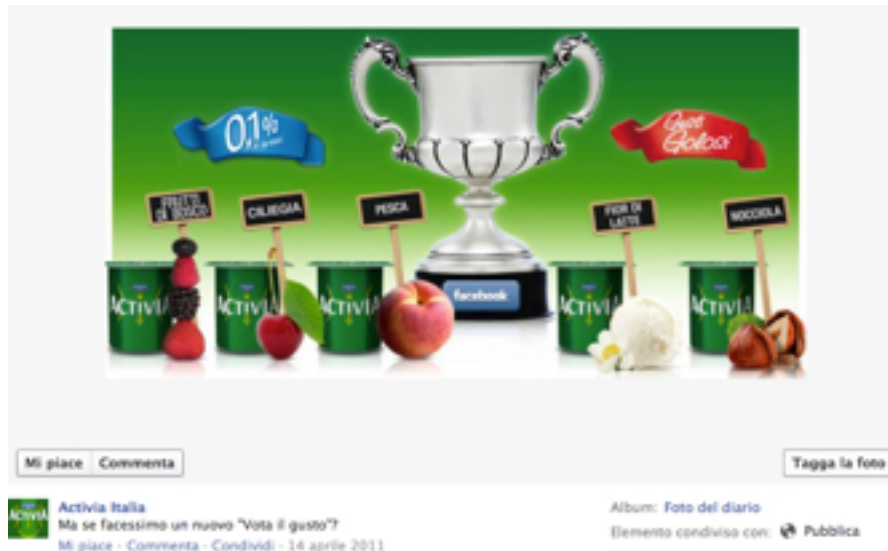 0,1%
Gusti
Golosi
FRUTTI
DI BOSCO
CILIEGIA
PESCA
FIOR DI
LATTE
NOCCIOLA
ACTIVIA
ACTIVIA
ACTIVIA
ACTIVIA
ACTIVIA
facebook
Mi piace Commenta
Tagga la foto
ACTIVIA
Activia Italia
Ma se facessimo un nuovo "Vota il gusto"?
Mi piace · Commenta · Condividi · 14 aprile 2011
Album: Foto del diario
Elemento condiviso con: Pubblica